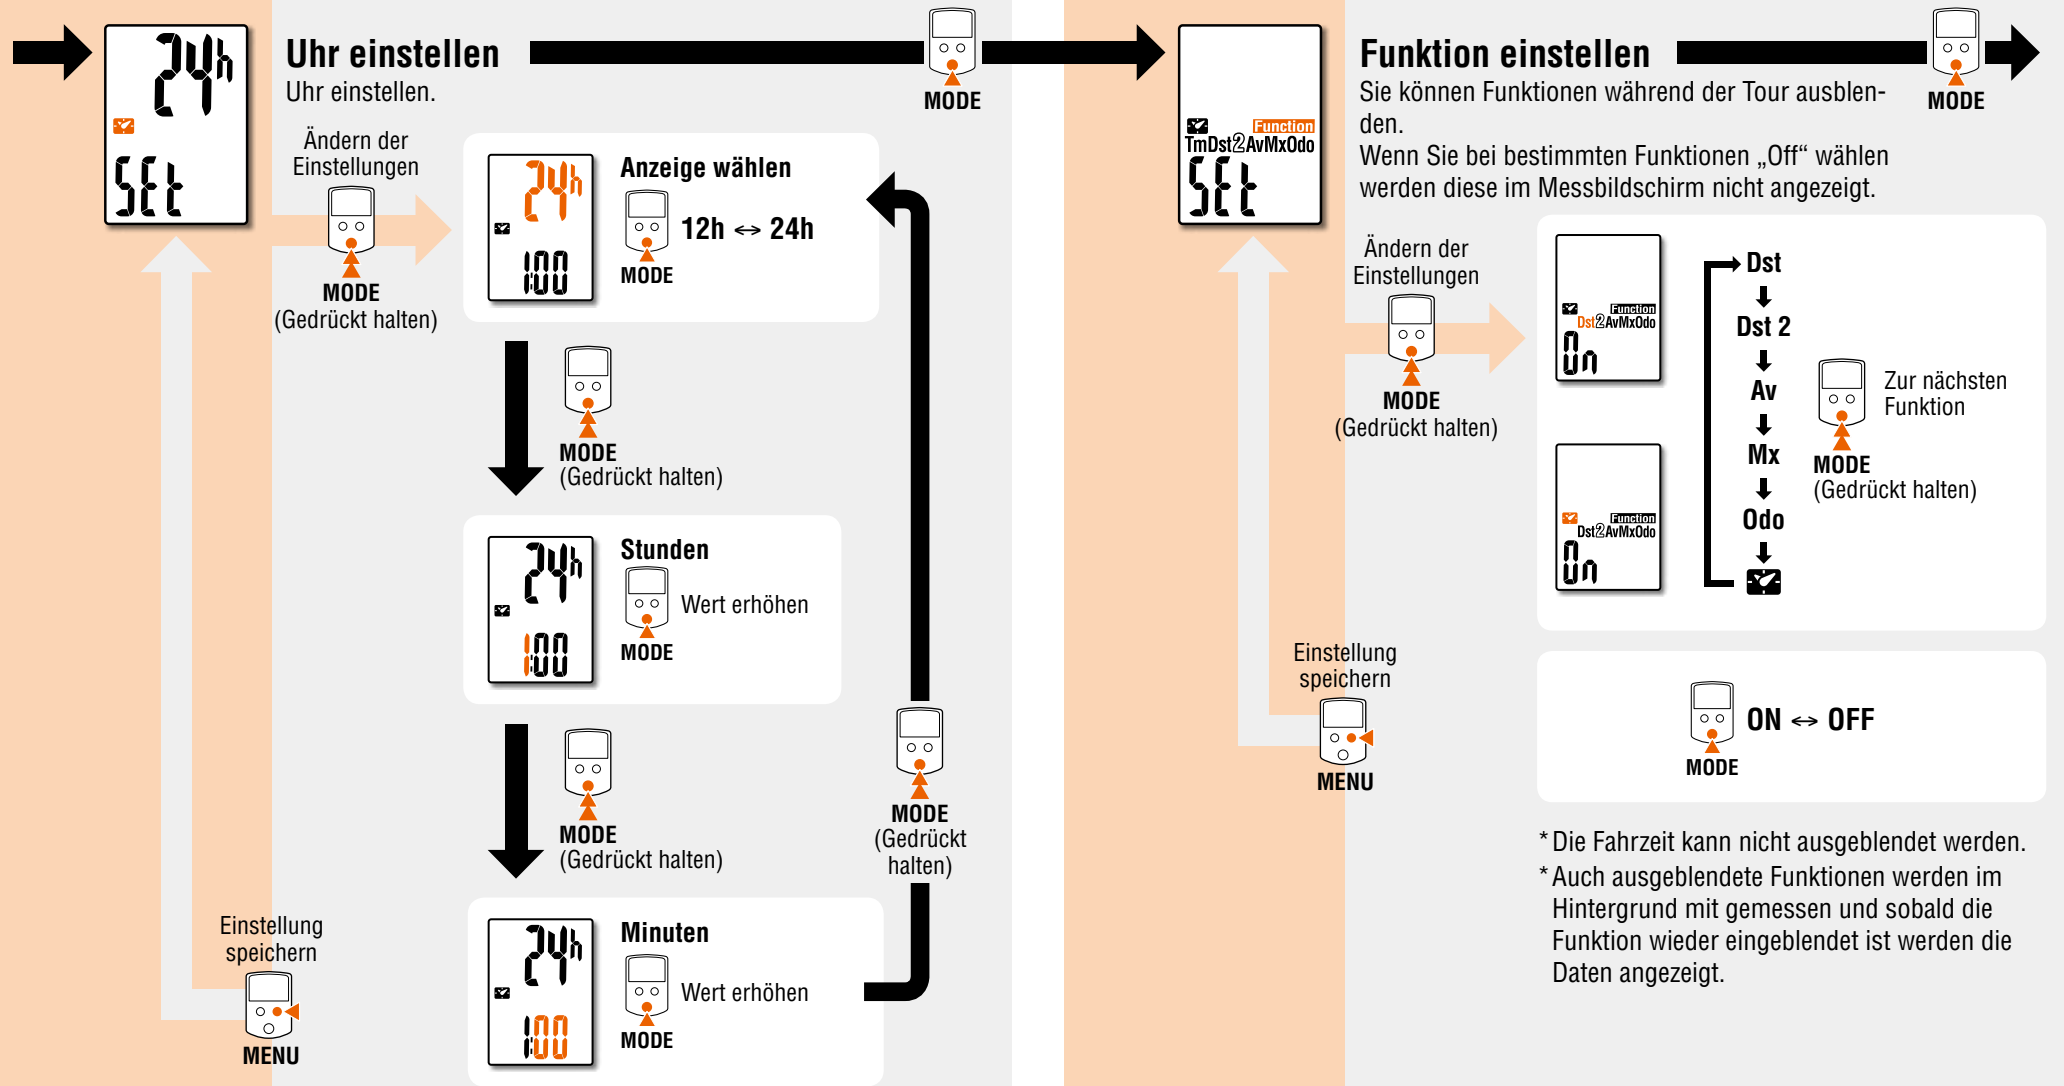 24h
SEt
Uhr einstellen
Uhr einstellen.
MODE
Ändern der
Einstellungen
MODE
(Gedrückt halten)
24h
1:00
Anzeige wählen
12h ↔ 24h
MODE
MODE
(Gedrückt halten)
24h
1:00
Stunden
Wert erhöhen
MODE
MODE
(Gedrückt halten)
24h
1:00
Minuten
Wert erhöhen
MODE
MODE
(Gedrückt
halten)
Einstellung
speichern
MENU
Function
TmDst2AvMxOdo
SEt
Funktion einstellen
MODE
Sie können Funktionen während der Tour ausblen-
den.
Wenn Sie bei bestimmten Funktionen „Off“ wählen
werden diese im Messbildschirm nicht angezeigt.
Ändern der
Einstellungen
MODE
(Gedrückt halten)
Function
Dst2AvMxOdo
On
Function
Dst2AvMxOdo
On
Dst
Dst 2
Av
Mx
Odo
Zur nächsten
Funktion
MODE
(Gedrückt halten)
Einstellung
speichern
MENU
ON ↔ OFF
MODE
* Die Fahrzeit kann nicht ausgeblendet werden.
* Auch ausgeblendete Funktionen werden im
Hintergrund mit gemessen und sobald die
Funktion wieder eingeblendet ist werden die
Daten angezeigt.